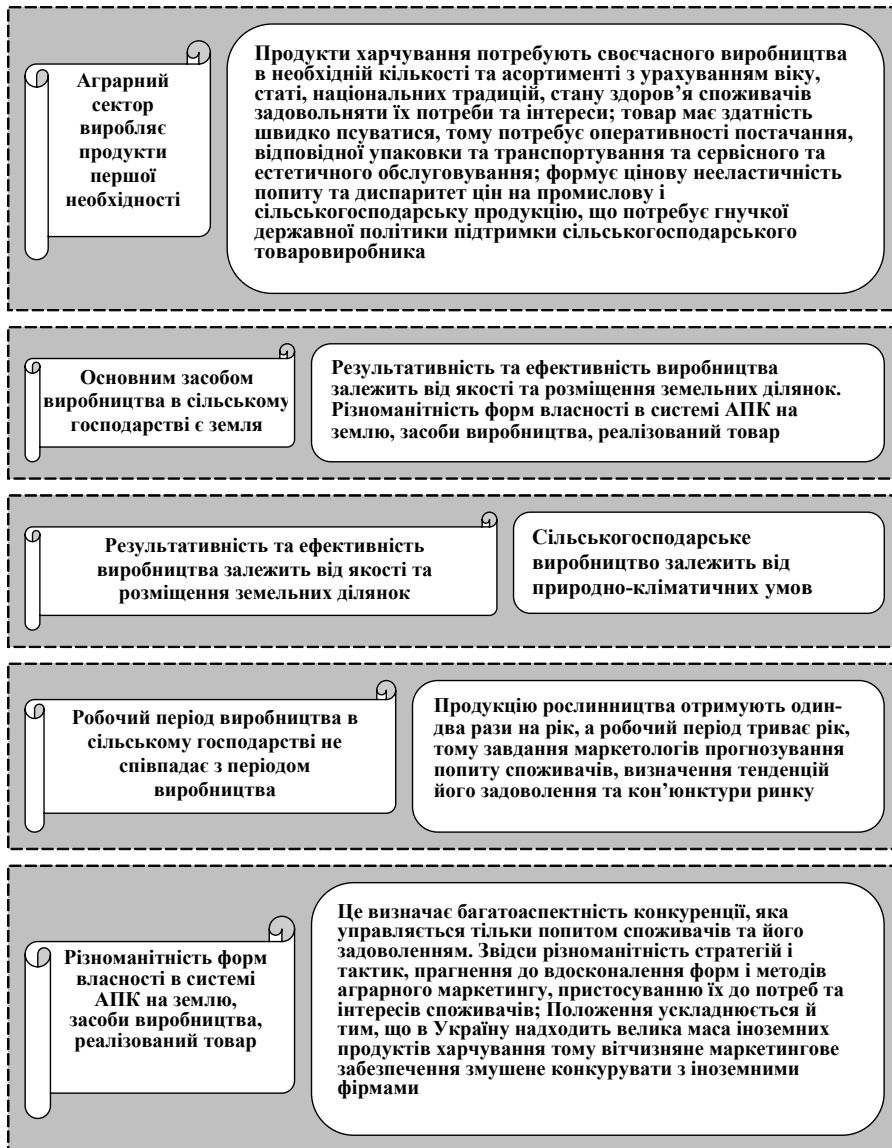 Аграрний
сектор
виробляє
продукти
першої
необхідності
Продукти харчування потребують своєчасного виробництва
в необхідній кількості та асортименті з урахуванням віку,
статі, національних традицій, стану здоров’я споживачів
задовольняти їх потреби та інтереси; товар має здатність
швидко псуватися, тому потребує оперативності постачання,
відповідної упаковки та транспортування та сервісного та
естетичного обслуговування; формує цінову нееластичність
попиту та диспаритет цін на промислову і
сільськогосподарську продукцію, що потребує гнучкої
державної політики підтримки сільськогосподарського
товаровиробника
Основним засобом
виробництва в сільському
господарстві є земля
Результативність та ефективність виробництва
залежить від якості та розміщення земельних ділянок.
Різноманітність форм власності в системі АПК на
землю, засоби виробництва, реалізований товар
Результативність та ефективність
виробництва залежить від якості та
розміщення земельних ділянок
Сільськогосподарське
виробництво залежить від
природно-кліматичних умов
Робочий період виробництва в
сільському господарстві не
співпадає з періодом
виробництва
Продукцію рослинництва отримують один-
два рази на рік, а робочий період триває рік,
тому завдання маркетологів прогнозування
попиту споживачів, визначення тенденцій
його задоволення та кон’юнктури ринку
Різноманітність форм
власності в системі
АПК на землю,
засоби виробництва,
реалізований товар
Це визначає багатоаспектність конкуренції, яка
управляється тільки попитом споживачів та його
задоволенням. Звідси різноманітність стратегій і
тактик, прагнення до вдосконалення форм і методів
аграрного маркетингу, пристосуванню їх до потреб та
інтересів споживачів; Положення ускладнюється й
тим, що в Україну надходить велика маса іноземних
продуктів харчування тому вітчизняне маркетингове
забезпечення змушене конкурувати з іноземними
фірмами